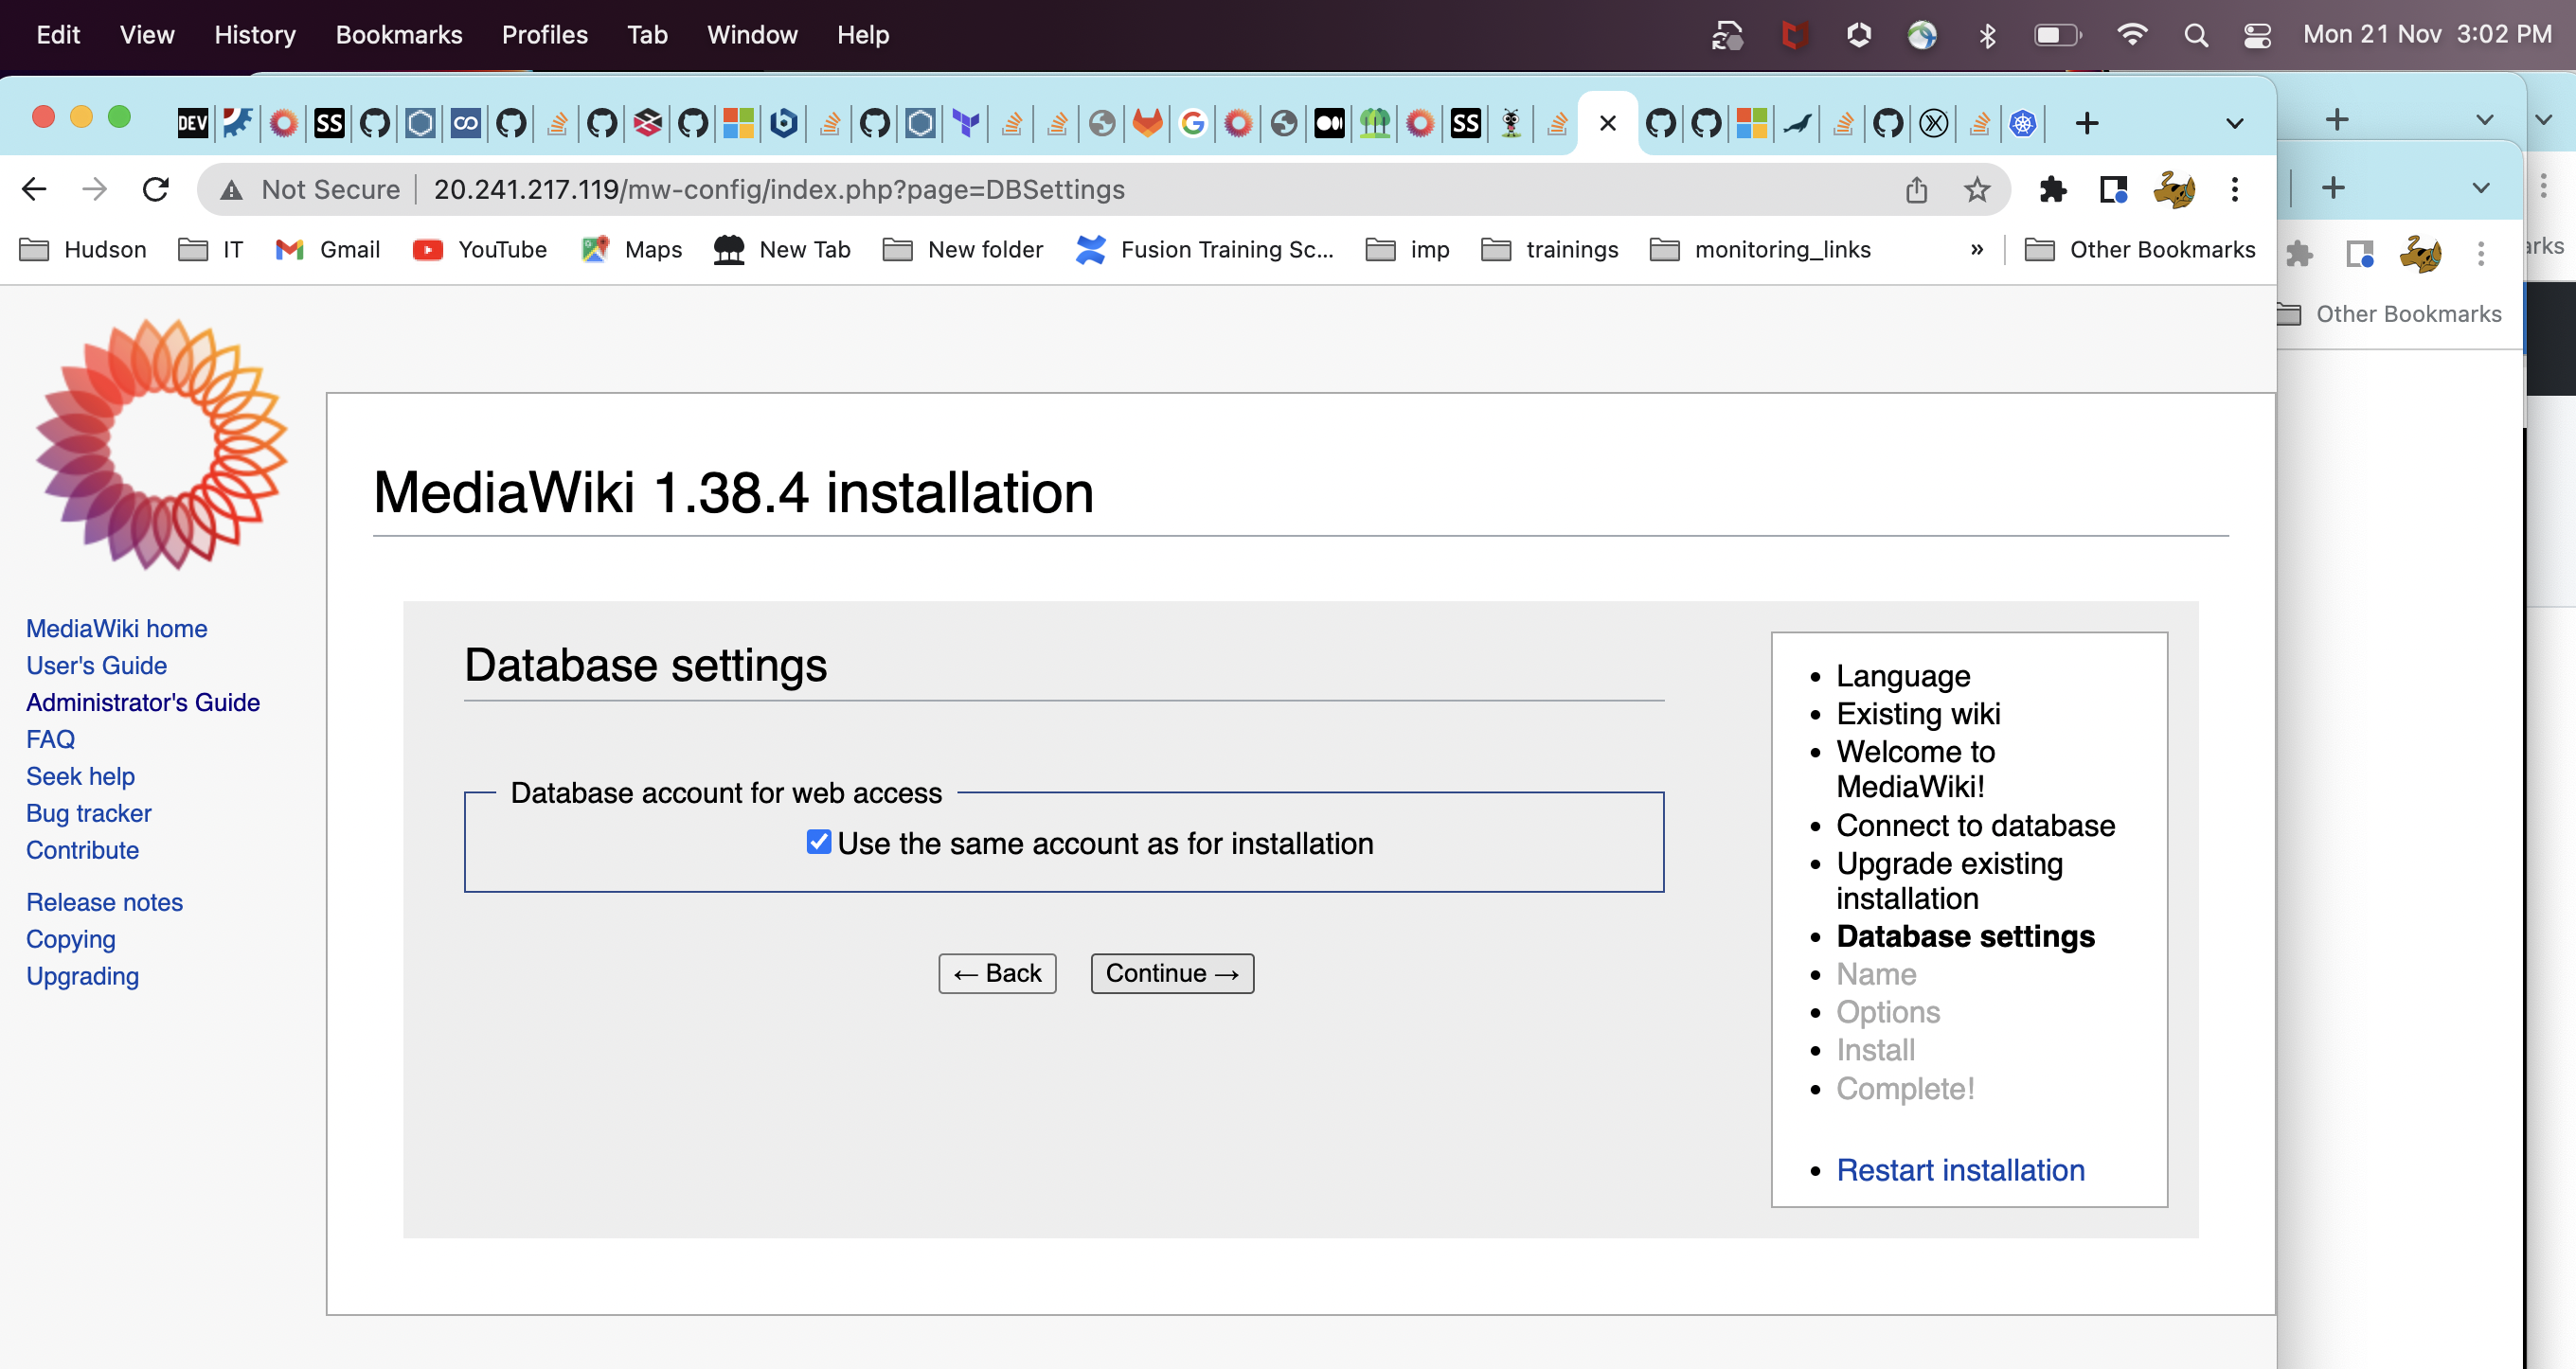 Edit View History Bookmarks Profiles Tab Window Help Mon 21 Nov 3:02 PM
DEV SS SS
Not Secure 20.241.217.119/mw-config/index.php?page=DBSettings
Hudson IT Gmail YouTube Maps New Tab New folder Fusion Training Sc... imp trainings monitoring_links » Other Bookmarks
arks
Other Bookmarks
MediaWiki 1.38.4 installation
MediaWiki home
User's Guide
Administrator's Guide
FAQ
Seek help
Bug tracker
Contribute
Release notes
Copying
Upgrading
Database settings
Database account for web access
Use the same account as for installation
← Back Continue →
Language
Existing wiki
Welcome to
MediaWiki!
Connect to database
Upgrade existing
installation
Database settings
Name
Options
Install
Complete!
Restart installation